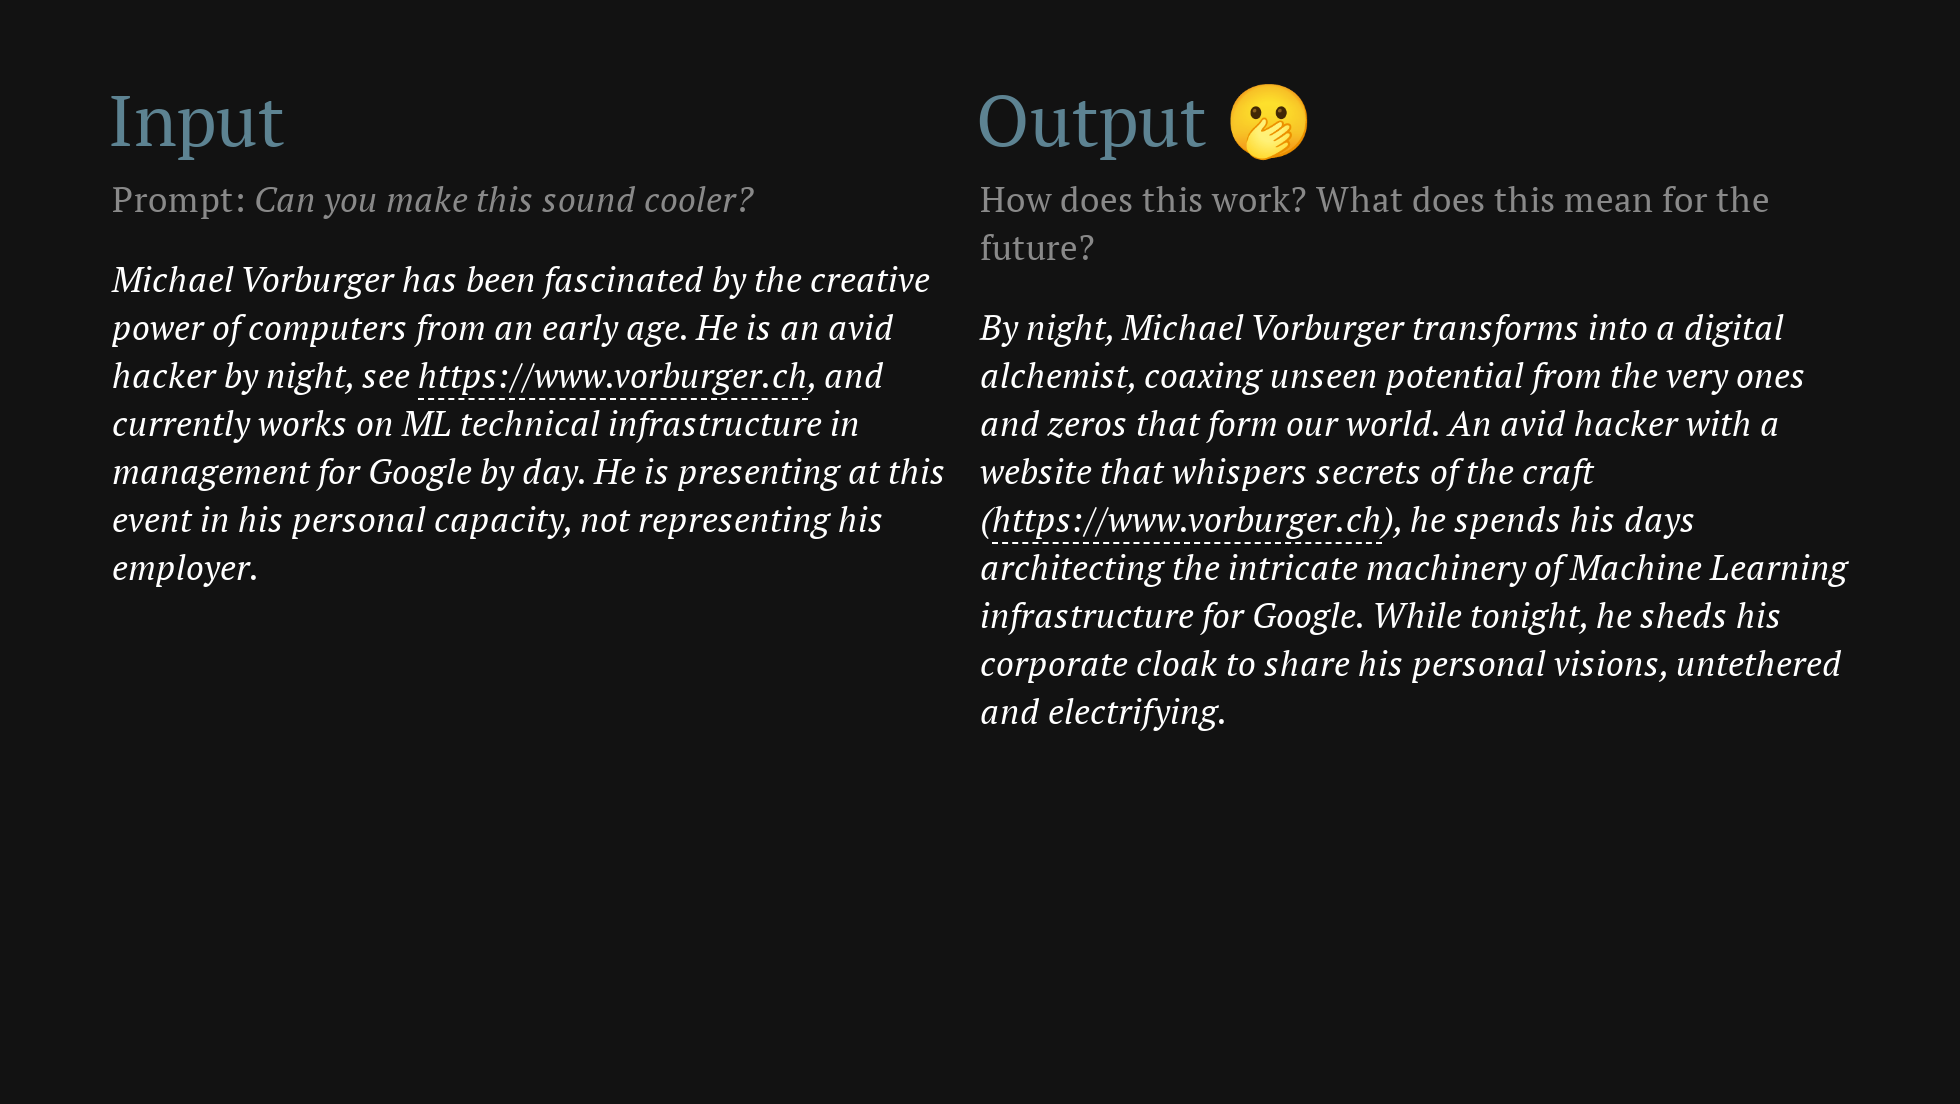 Input
Prompt: Can you make this sound cooler?
Michael Vorburger has been fascinated by the creative
power of computers from an early age. He is an avid
hacker by night, see https://www.vorburger.ch, and
currently works on ML technical infrastructure in
management for Google by day. He is presenting at this
event in his personal capacity, not representing his
employer.
Output 🫢
How does this work? What does this mean for the
future?
By night, Michael Vorburger transforms into a digital
alchemist, coaxing unseen potential from the very ones
and zeros that form our world. An avid hacker with a
website that whispers secrets of the craft
(https://www.vorburger.ch), he spends his days
architecting the intricate machinery of Machine Learning
infrastructure for Google. While tonight, he sheds his
corporate cloak to share his personal visions, untethered
and electrifying.